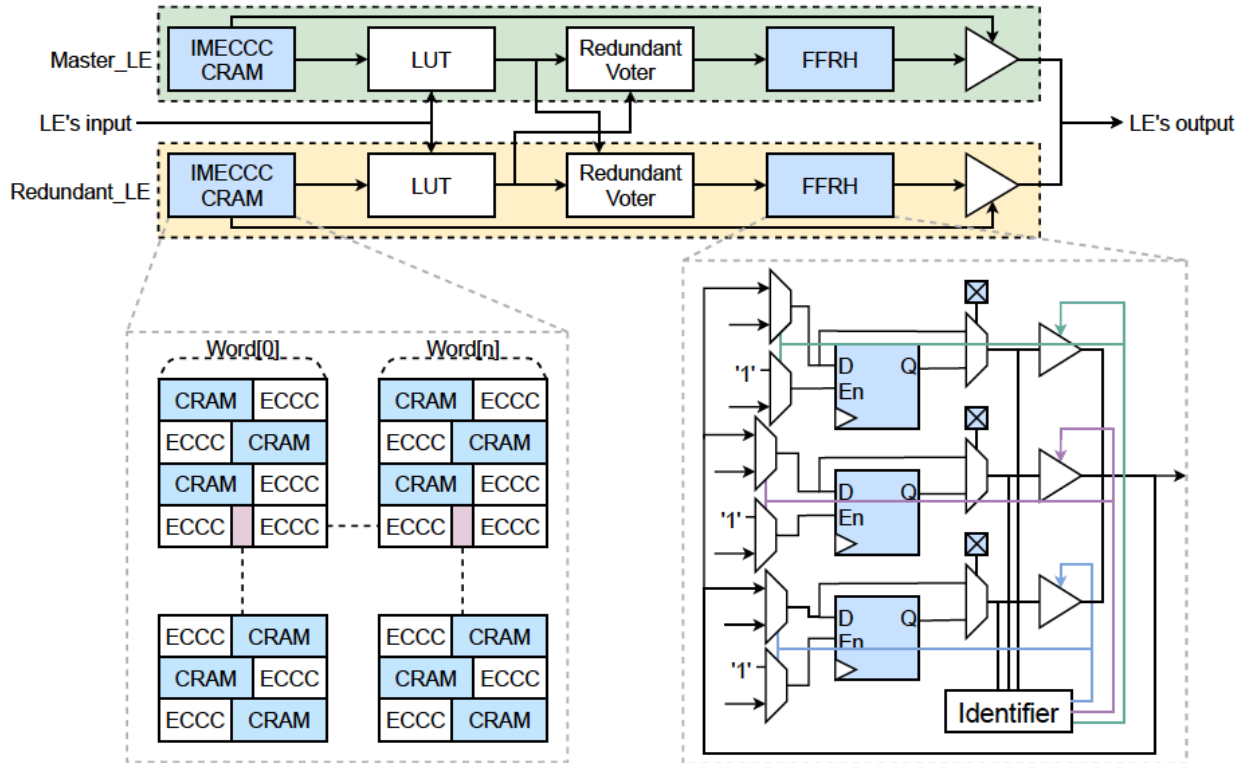 Master_LE
IMECCC
CRAM
LUT
Redundant
Voter
FFRH
LE's input
LE's output
Redundant_LE
IMECCC
CRAM
LUT
Redundant
Voter
FFRH
Word[0] Word[n]
CRAM ECCC CRAM ECCC
ECCC CRAM ECCC CRAM
CRAM ECCC CRAM ECCC
ECCC ECCC ECCC ECCC
ECCC CRAM ECCC CRAM
CRAM ECCC CRAM ECCC
ECCC CRAM ECCC CRAM
D Q
'1' En
D Q
'1' En
D Q
En
'1'
Identifier